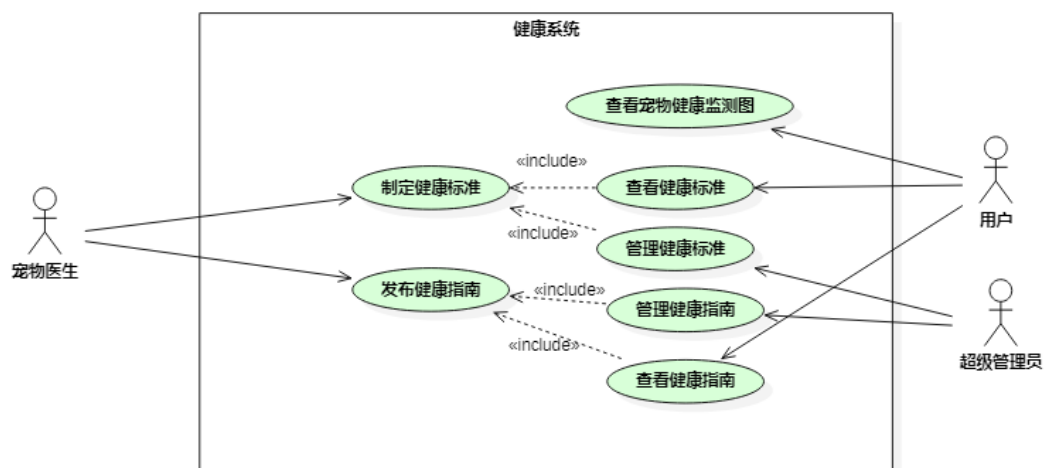 健康系统
查看宠物健康监测图
«include»
制定健康标准
查看健康标准
用户
«include»
管理健康标准
宠物医生
发布健康指南
«include»
管理健康指南
«include»
超级管理员
查看健康指南